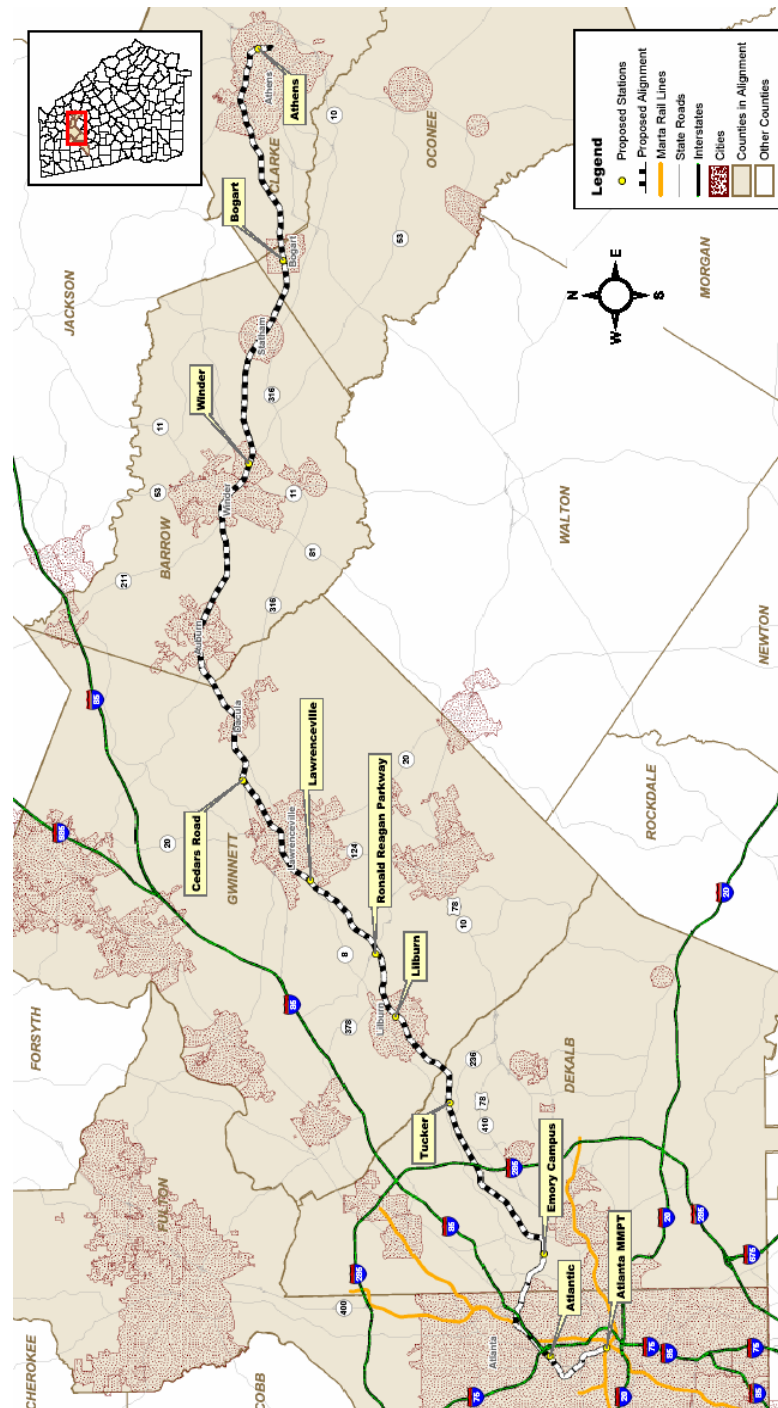 CHEROKEE
FORSYTH
JACKSON
COBB
FULTON
GWINNETT
BARROW
CLARKE
OCONEE
WALTON
MORGAN
NEWTON
ROCKDALE
DEKALB
Atlanta MMPT
Atlantic
Emory Campus
Tucker
Lilburn
Ronald Reagan Parkway
Lawrenceville
Cedars Road
Winder
Bogart
Athens
Atlanta
Lilburn
Lawrenceville
Dacula
Auburn
Winder
Statham
Bogart
Athens
400
285
85
985
85
85
20
211
53
11
316
11
81
316
53
10
378
8
124
20
78
10
236
78
410
285
85
20
285
675
75
20
75
85
75
85
20
N
W
E
S
Legend
Proposed Stations
Proposed Alignment
Marta Rail Lines
State Roads
Interstates
Cities
Counties in Alignment
Other Counties